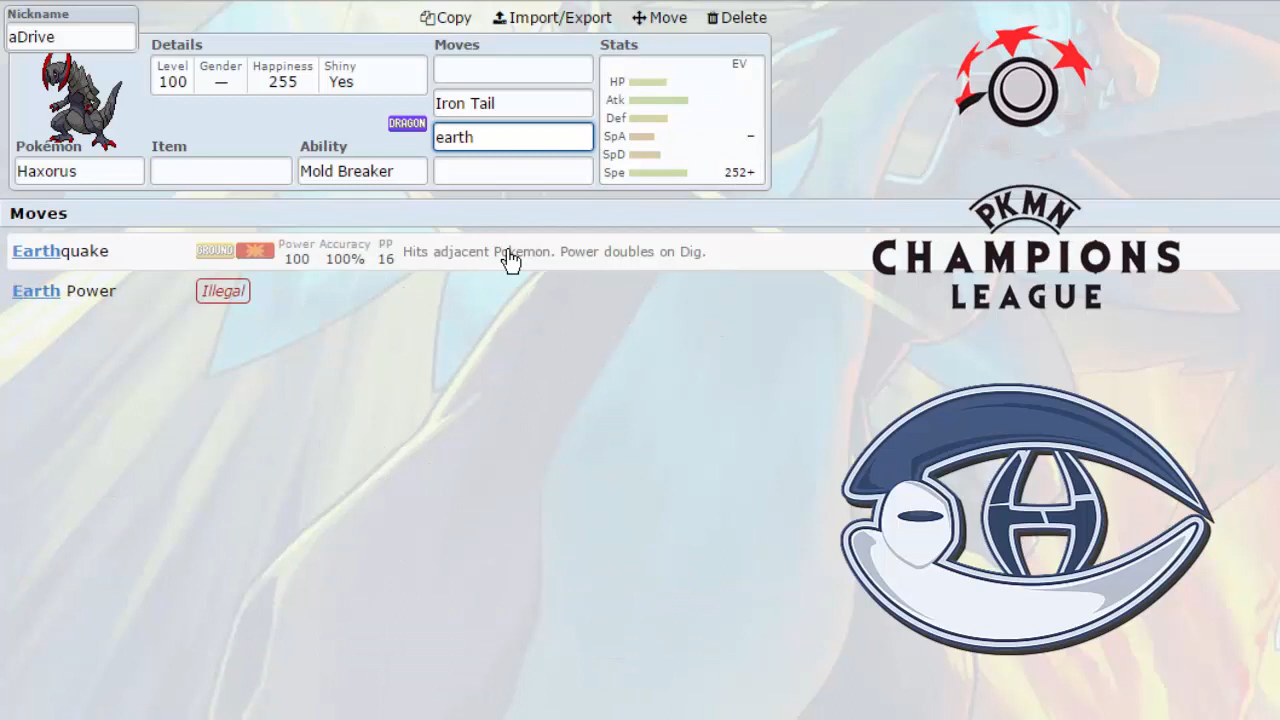 Nickname
aDrive
Copy Import/Export Move Delete
Details Moves Stats
Level Gender Happiness Shiny
100 — 255 Yes
EV
HP
Atk
Def
SpA –
SpD
Spe 252+
Iron Tail
DRAGON
earth
Pokémon Item Ability
Haxorus Mold Breaker
Moves
Earthquake GROUND Power Accuracy PP
100 100% 16 Hits adjacent Pokemon. Power doubles on Dig.
Earth Power Illegal
PKMN
CHAMPIONS
LEAGUE